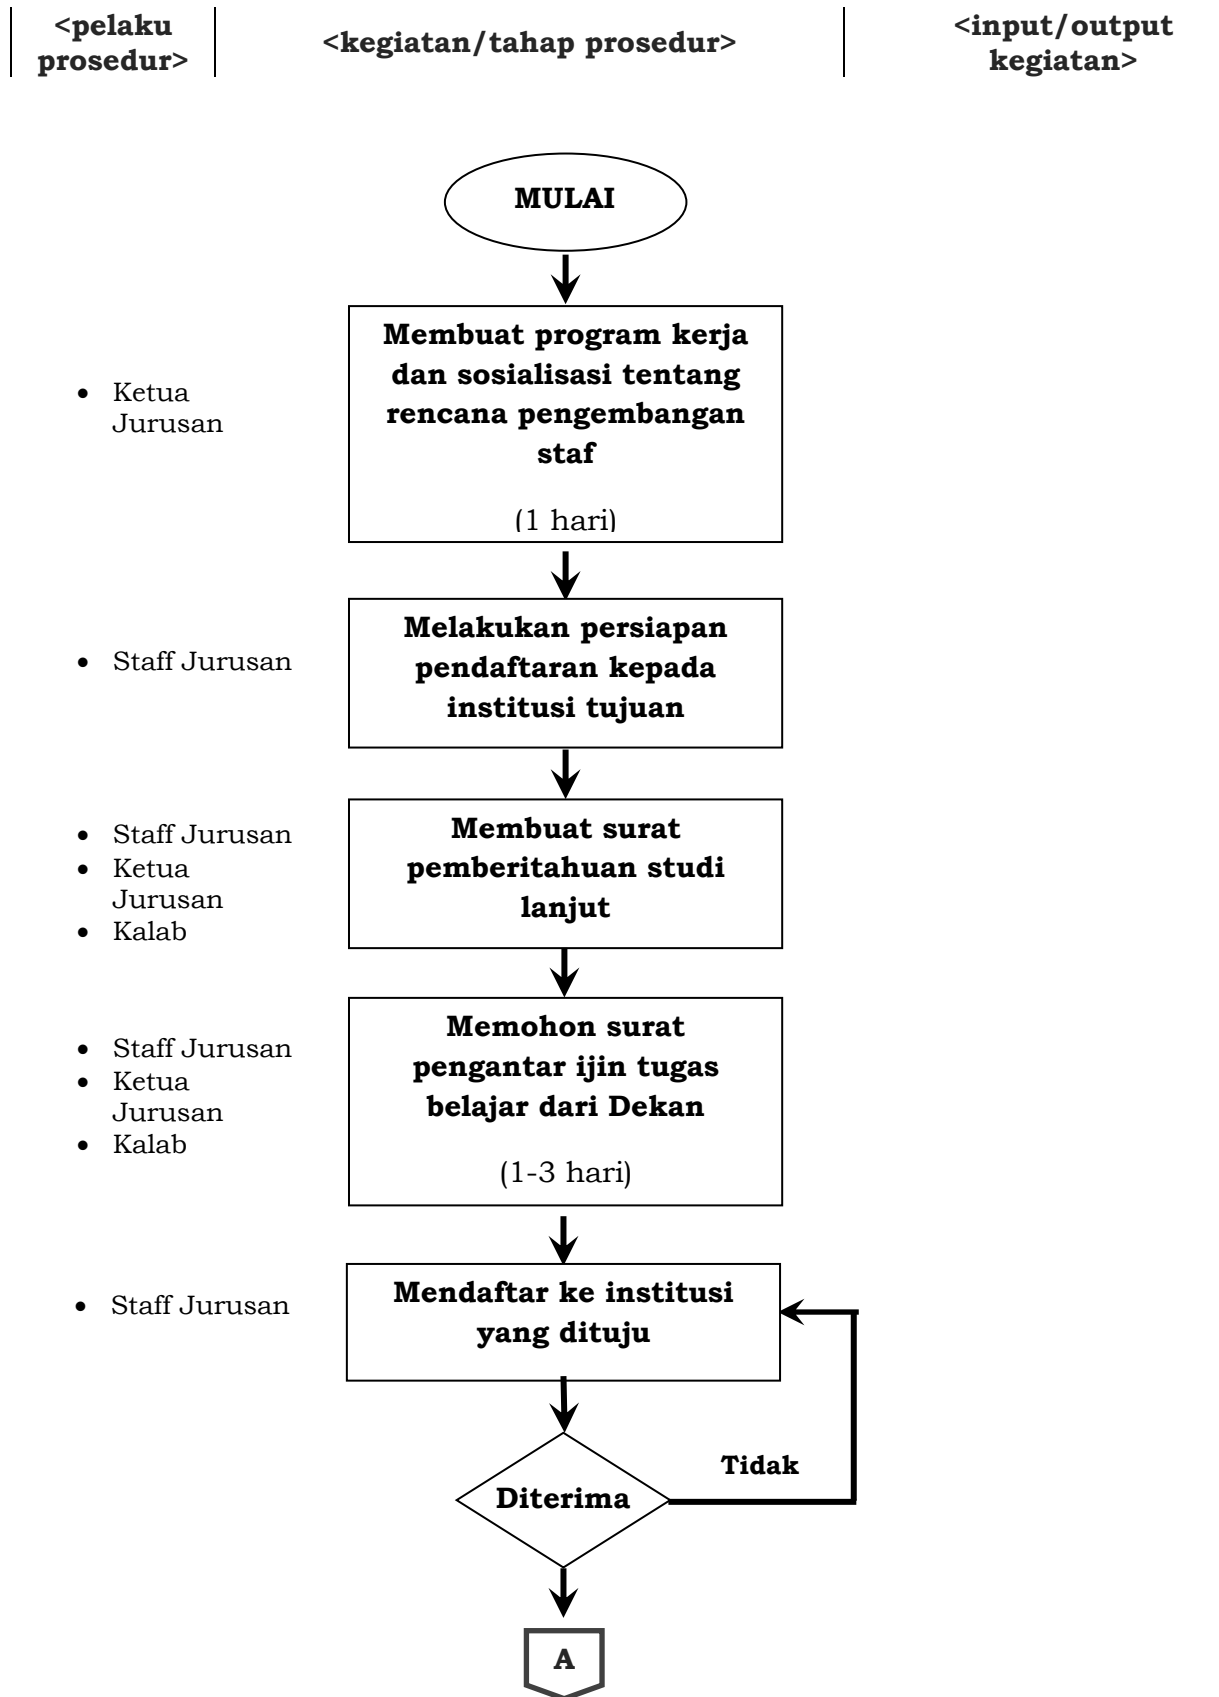 <pelaku
prosedur>
<kegiatan/tahap prosedur>
<input/output
kegiatan>
MULAI
• Ketua
Jurusan
Membuat program kerja
dan sosialisasi tentang
rencana pengembangan
staf
(1 hari)
• Staff Jurusan
Melakukan persiapan
pendaftaran kepada
institusi tujuan
• Staff Jurusan
• Ketua
Jurusan
• Kalab
Membuat surat
pemberitahuan studi
lanjut
• Staff Jurusan
• Ketua
Jurusan
• Kalab
Memohon surat
pengantar ijin tugas
belajar dari Dekan
(1-3 hari)
• Staff Jurusan
Mendaftar ke institusi
yang dituju
Tidak
Diterima
A